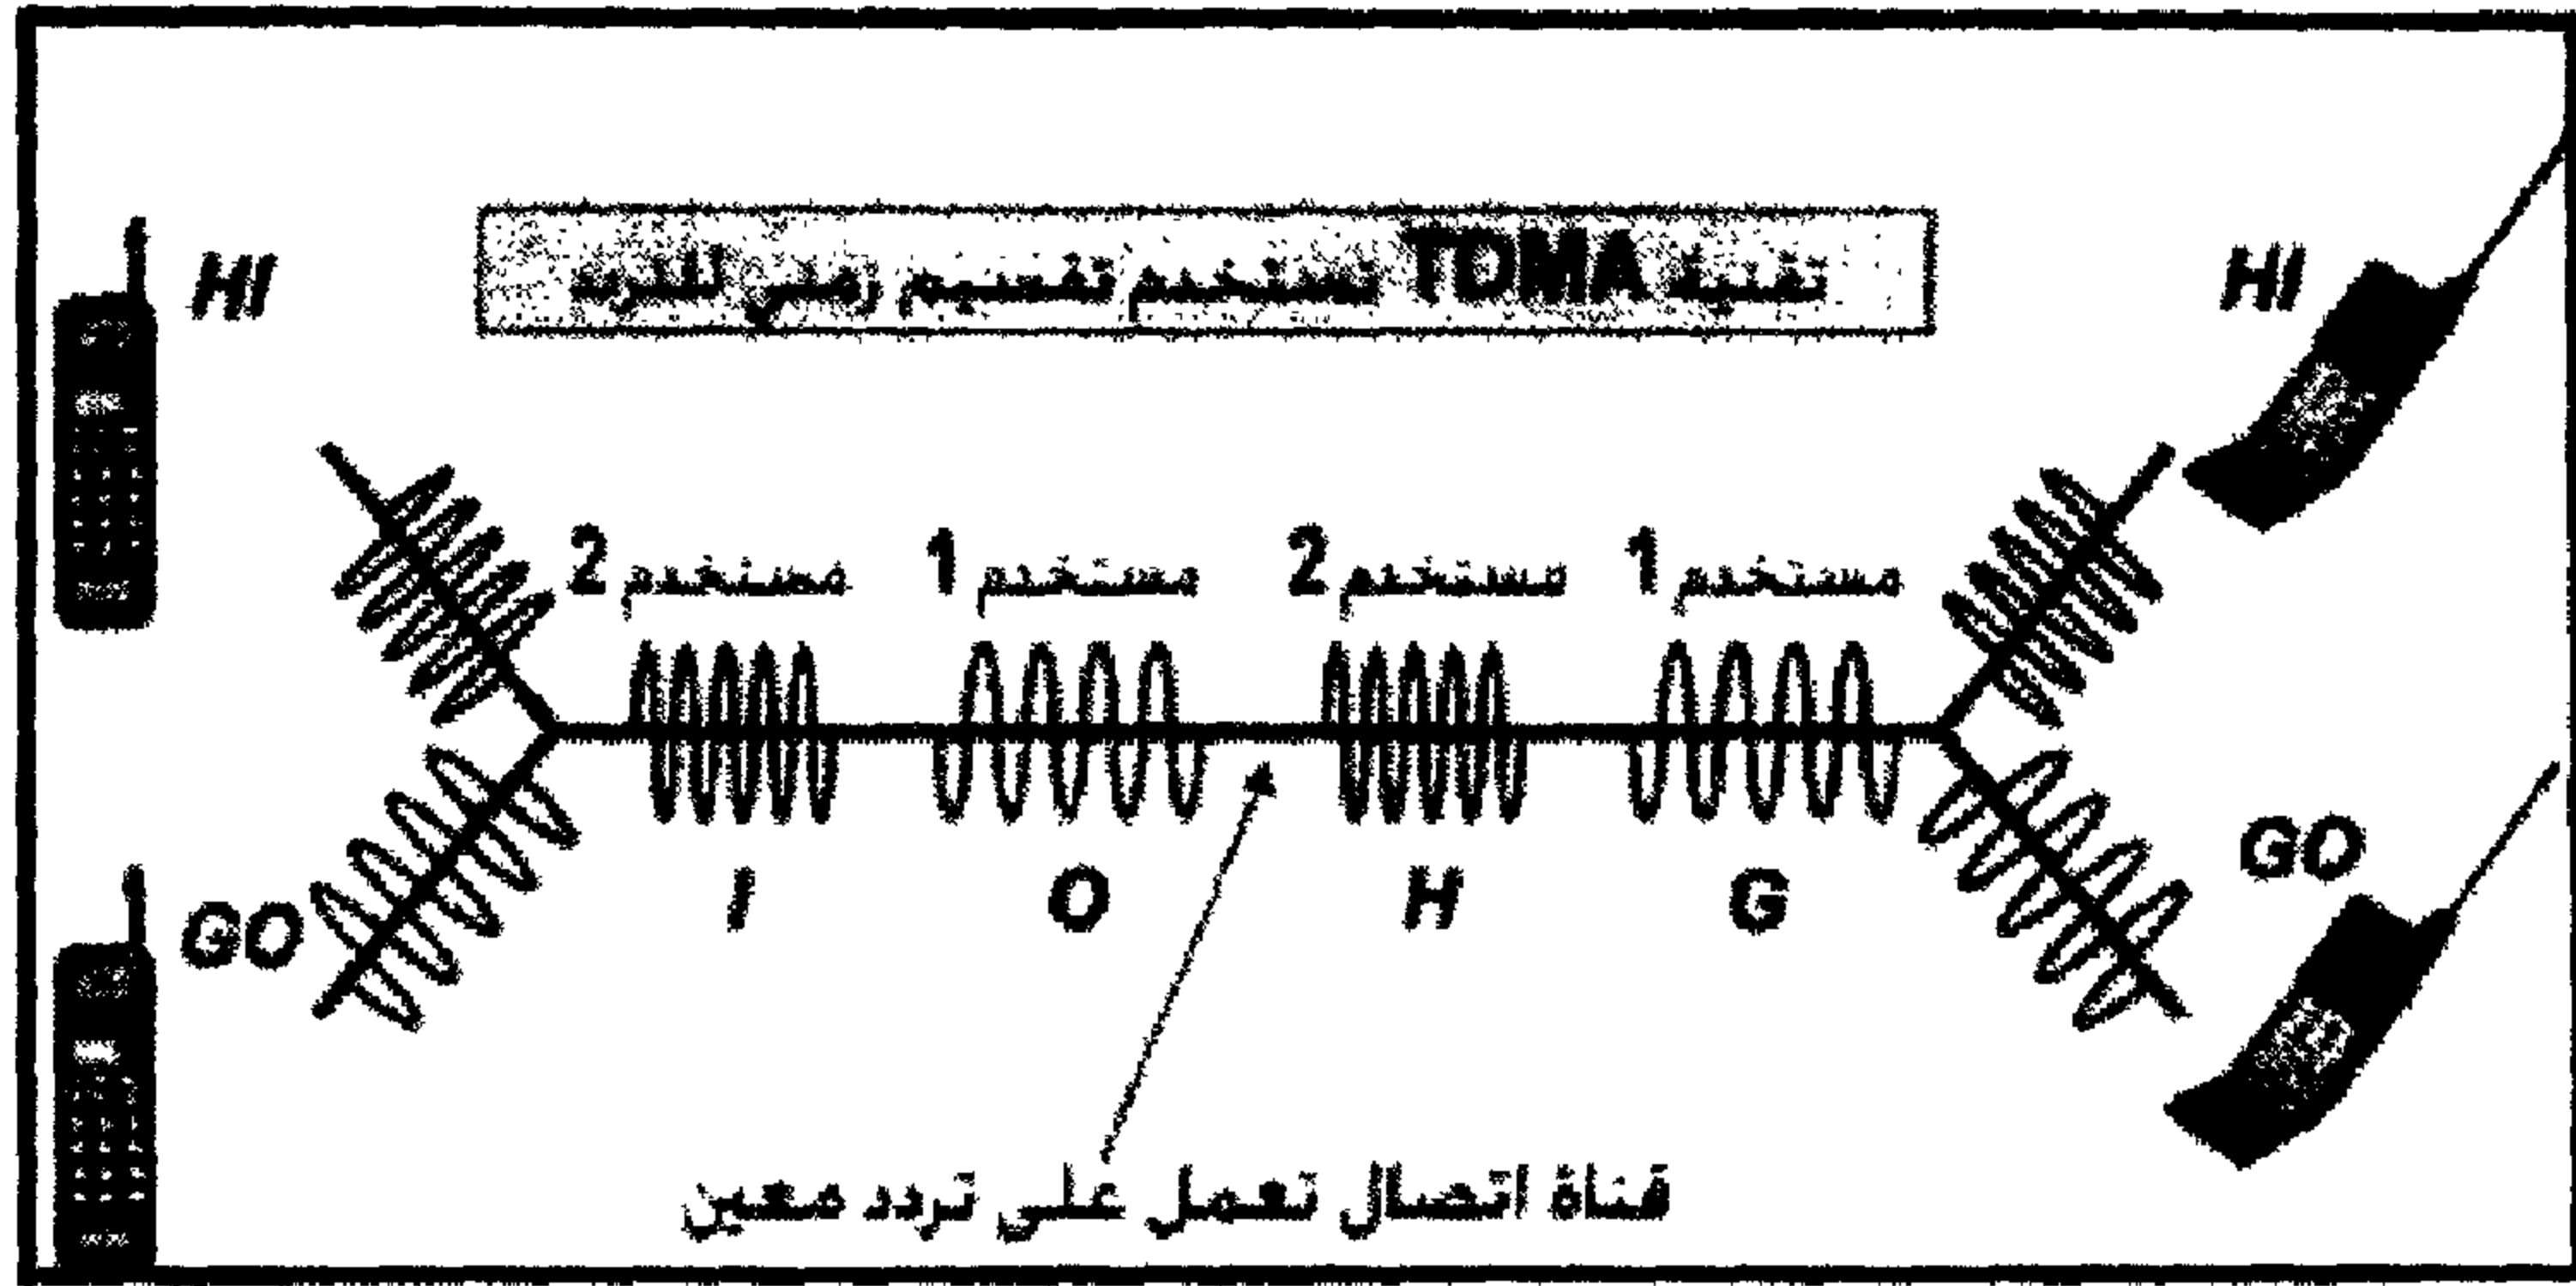 تقنية TDMA تستخدم تقسيم زمني للتردد
HI
HI
مستخدم 1
مستخدم 2
مستخدم 1
مستخدم 2
GO
GO
G
H
O
I
قناة اتصال تعمل على تردد معين